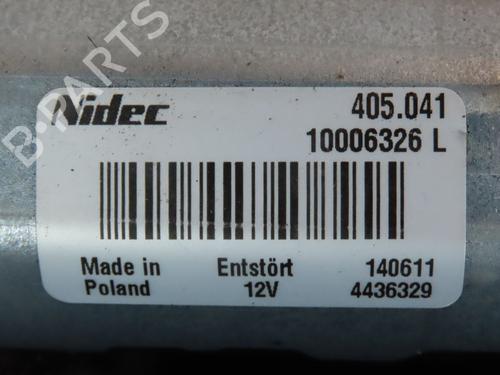 B-PARTS
Nidec
405.041
10006326 L
Made in Poland
Entstört 12V
140611
4436329